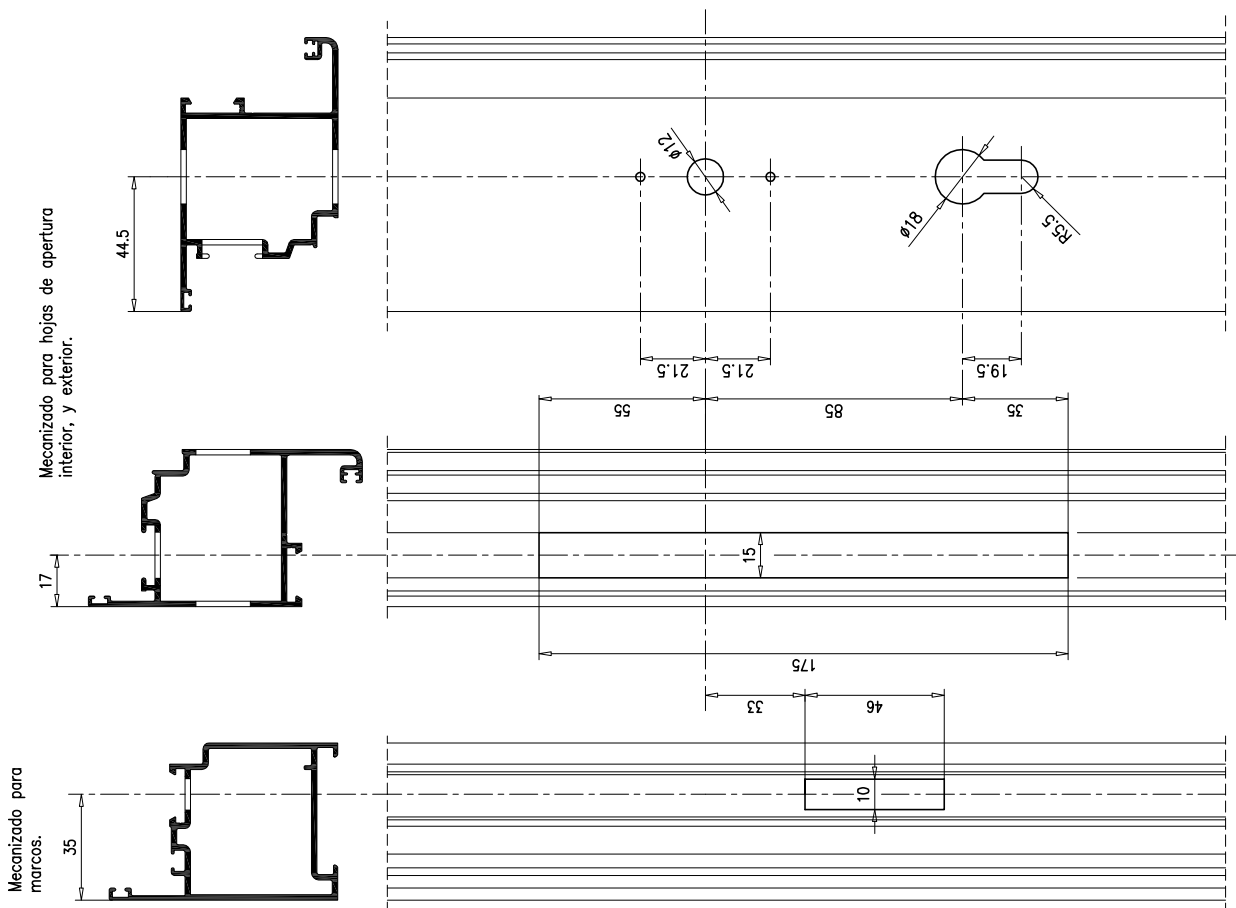 Mecanizado para hojas de apertura
interior, y exterior.
44.5
ø12
ø18
R5.5
21.5
21.5
19.5
55
85
35
17
15
175
33
46
Mecanizado para
marcos.
35
10